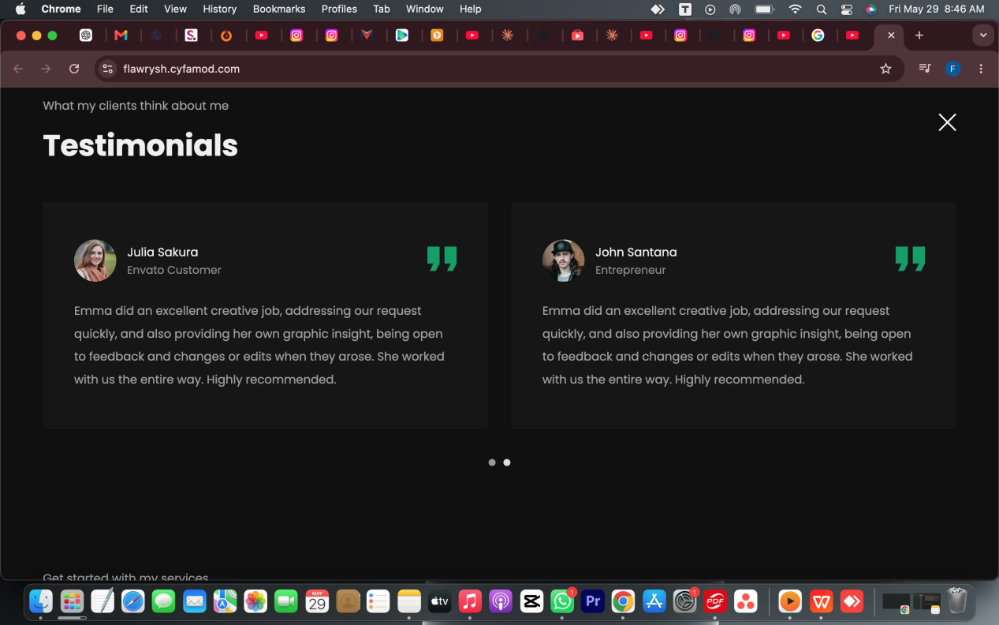 Chrome File Edit View History Bookmarks Profiles Tab Window Help Fri May 29 8:46 AM
flawrysh.cyfamod.com
F
What my clients think about me
Testimonials
Julia Sakura
Envato Customer
Emma did an excellent creative job, addressing our request
quickly, and also providing her own graphic insight, being open
to feedback and changes or edits when they arose. She worked
with us the entire way. Highly recommended.
John Santana
Entrepreneur
Emma did an excellent creative job, addressing our request
quickly, and also providing her own graphic insight, being open
to feedback and changes or edits when they arose. She worked
with us the entire way. Highly recommended.
Get started with my services
MAY
29
tv
1
Pr
1
PDF